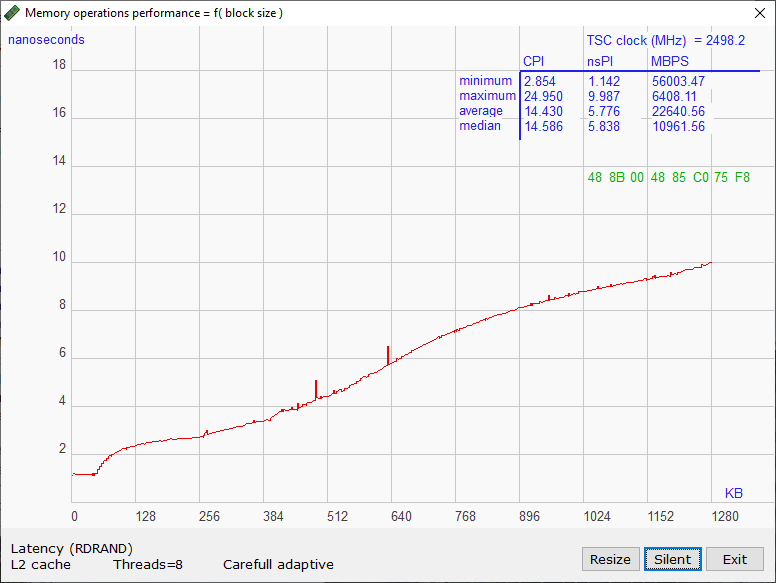 Memory operations performance = f( block size )
nanoseconds
TSC clock (MHz) = 2498.2
CPI nsPI MBPS
minimum 2.854 1.142 56003.47
maximum 24.950 9.987 6408.11
average 14.430 5.776 22640.56
median 14.586 5.838 10961.56
48 8B 00 48 85 C0 75 F8
18
16
14
12
10
8
6
4
2
KB
0 128 256 384 512 640 768 896 1024 1152 1280
Latency (RDRAND)
L2 cache Threads=8 Carefull adaptive
Resize Silent Exit